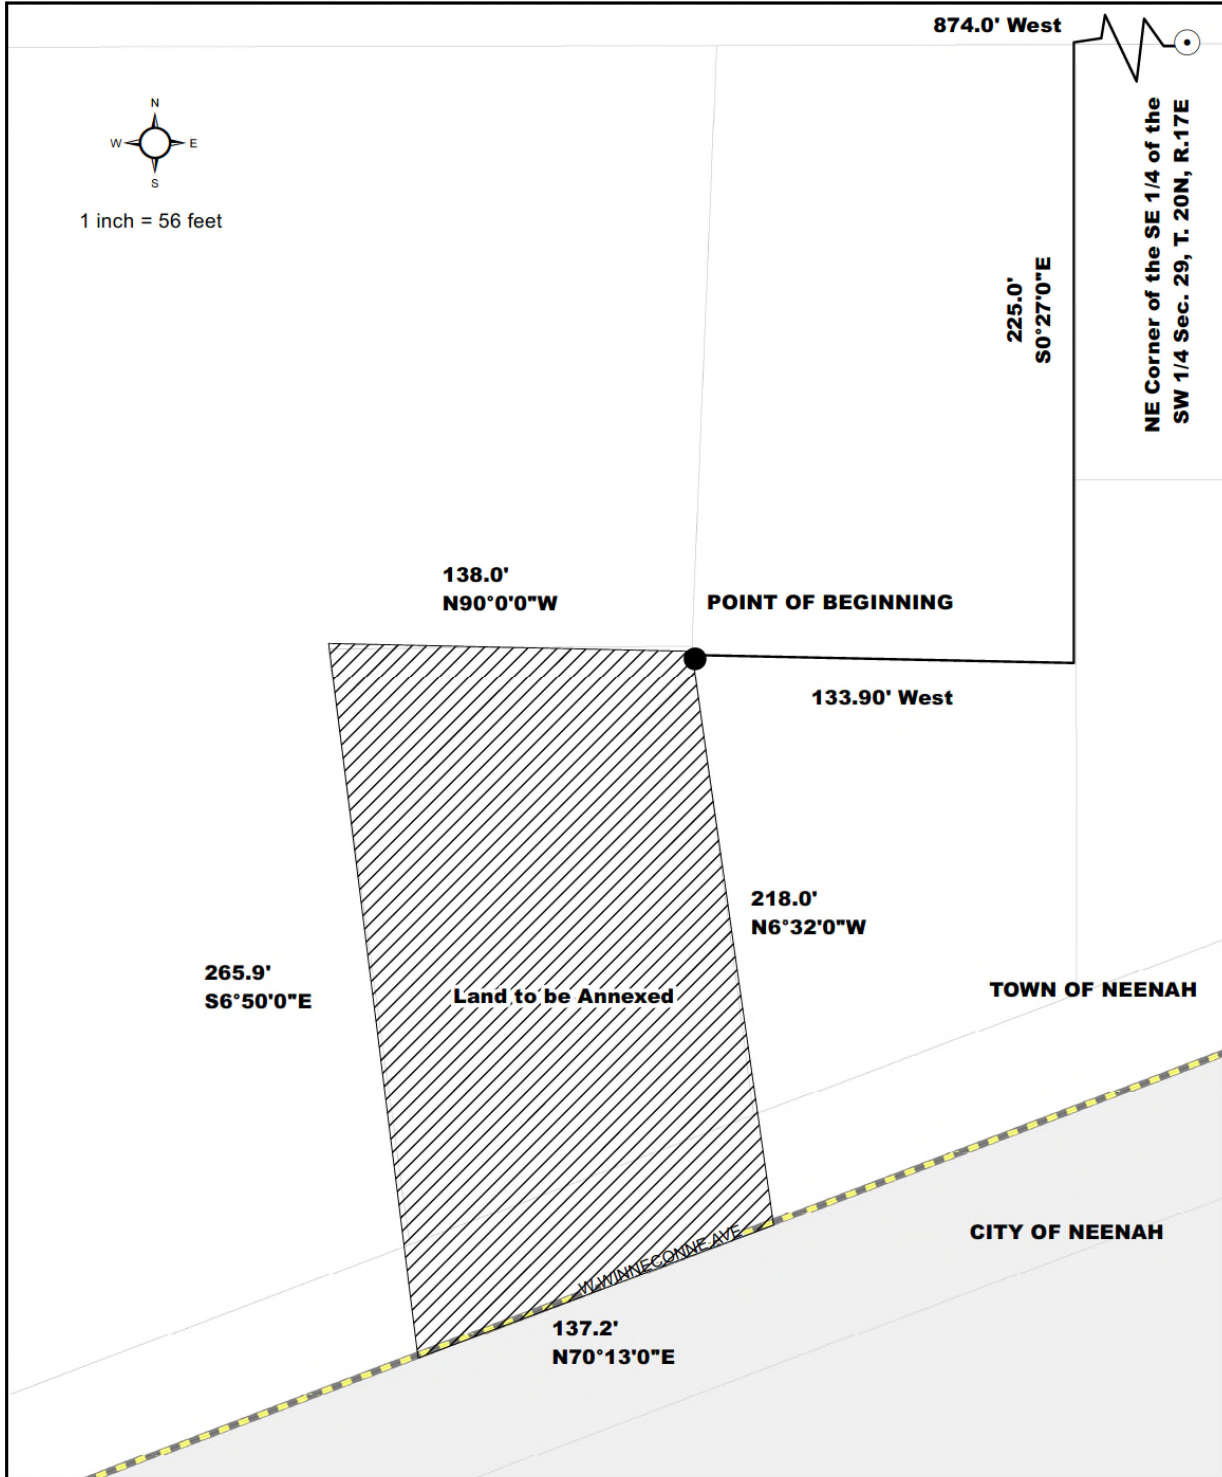 874.0' West
N
W E
S
1 inch = 56 feet
NE Corner of the SE 1/4 of the
SW 1/4 Sec. 29, T. 20N, R.17E
225.0'
S0°27'0"E
138.0'
N90°0'0"W
POINT OF BEGINNING
133.90' West
218.0'
N6°32'0"W
265.9'
S6°50'0"E
Land to be Annexed
TOWN OF NEENAH
CITY OF NEENAH
W WINNECONNE AVE
137.2'
N70°13'0"E